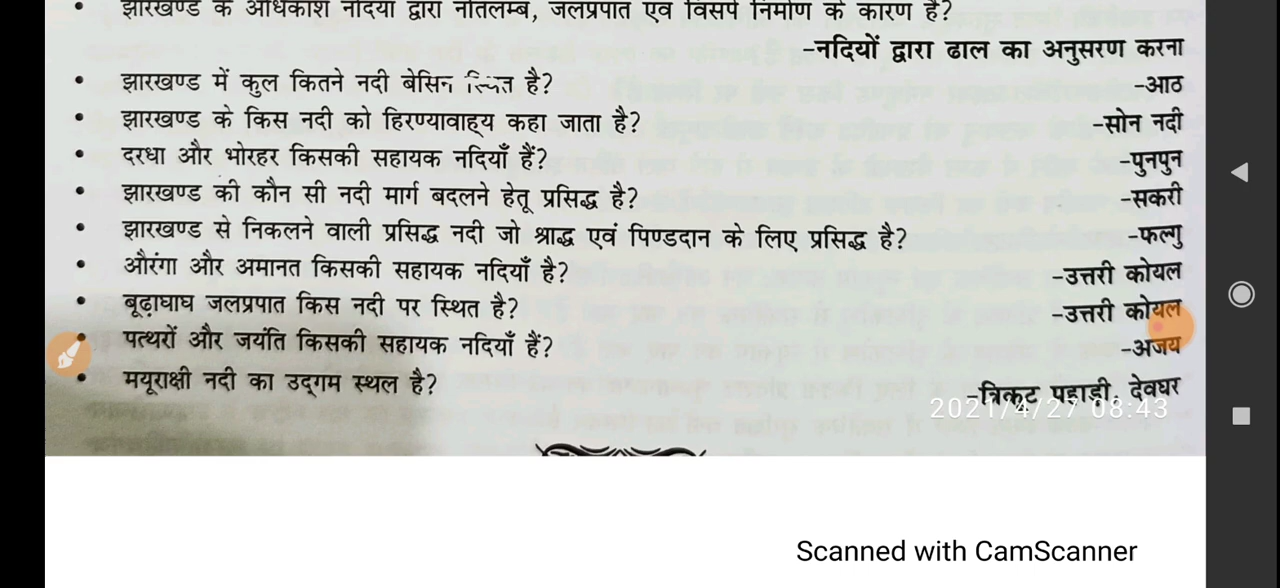 झारखण्ड के अधिकांश नदियों द्वारा नीतलम्ब, जलप्रपात एवं विसर्प निर्माण के कारण है?
-नदियों द्वारा ढाल का अनुसरण करना
• झारखण्ड में कुल कितने नदी बेसिन स्थित है? -आठ
• झारखण्ड के किस नदी को हिरण्यावाह्य कहा जाता है? -सोन नदी
• दरधा और भोरहर किसकी सहायक नदियाँ हैं? -पुनपुन
• झारखण्ड की कौन सी नदी मार्ग बदलने हेतू प्रसिद्ध है? -सकरी
• झारखण्ड से निकलने वाली प्रसिद्ध नदी जो श्राद्ध एवं पिण्डदान के लिए प्रसिद्ध है? -फल्गु
• औरंगा और अमानत किसकी सहायक नदियाँ है? -उत्तरी कोयल
• बूढ़ाघाघ जलप्रपात किस नदी पर स्थित है? -उत्तरी कोयल
• पत्थरों और जयंति किसकी सहायक नदियाँ हैं? -अजय
• मयूराक्षी नदी का उद्‌गम स्थल है? -त्रिकुट पहाड़ी, देवघर
2021/4/27 08:43
Scanned with CamScanner